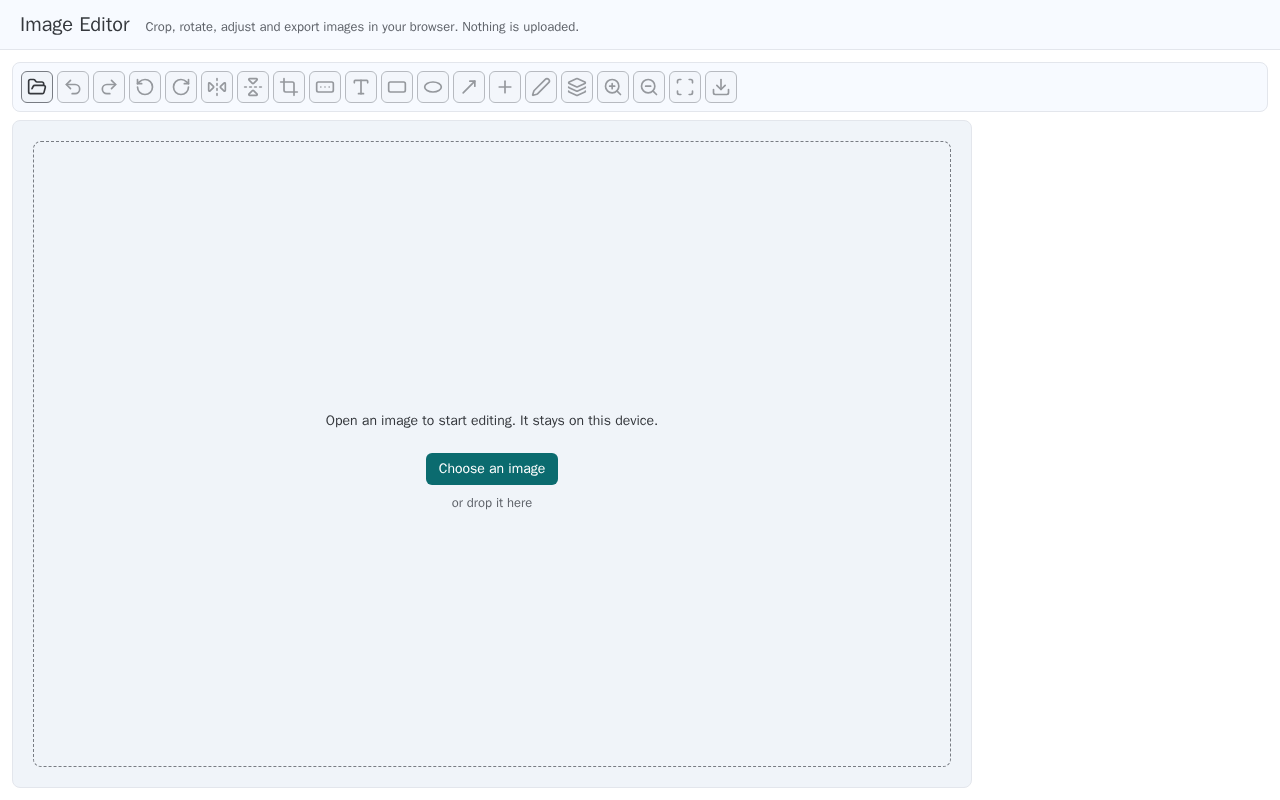 Image Editor
Crop, rotate, adjust and export images in your browser. Nothing is uploaded.
Open an image to start editing. It stays on this device.
Choose an image
or drop it here